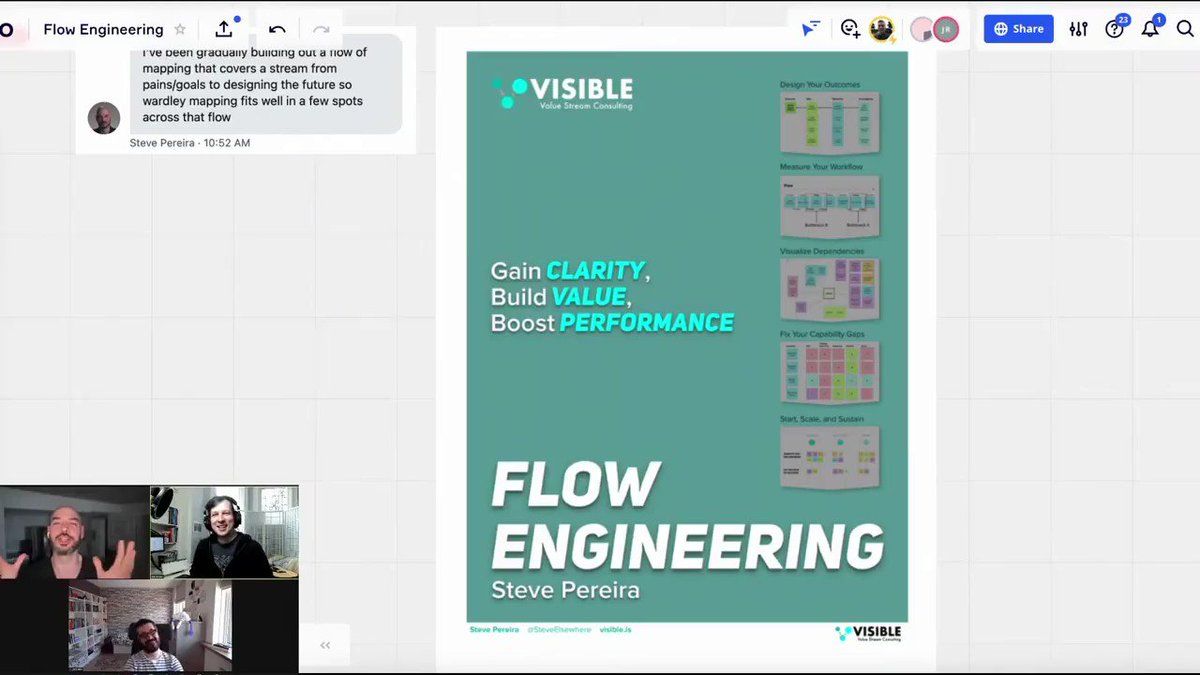 Flow Engineering
JR
Share
23
1
I've been gradually building out a flow of
mapping that covers a stream from
pains/goals to designing the future so
wardley mapping fits well in a few spots
across that flow
Steve Pereira · 10:52 AM
VISIBLE
Value Stream Consulting
Design Your Outcomes
Measure Your Workflow
Visualize Dependencies
Fix Your Capability Gaps
Start, Scale, and Sustain
Gain CLARITY,
Build VALUE,
Boost PERFORMANCE
FLOW
ENGINEERING
Steve Pereira
Steve Pereira @SteveElsewhere visible.is
VISIBLE
Value Stream Consulting